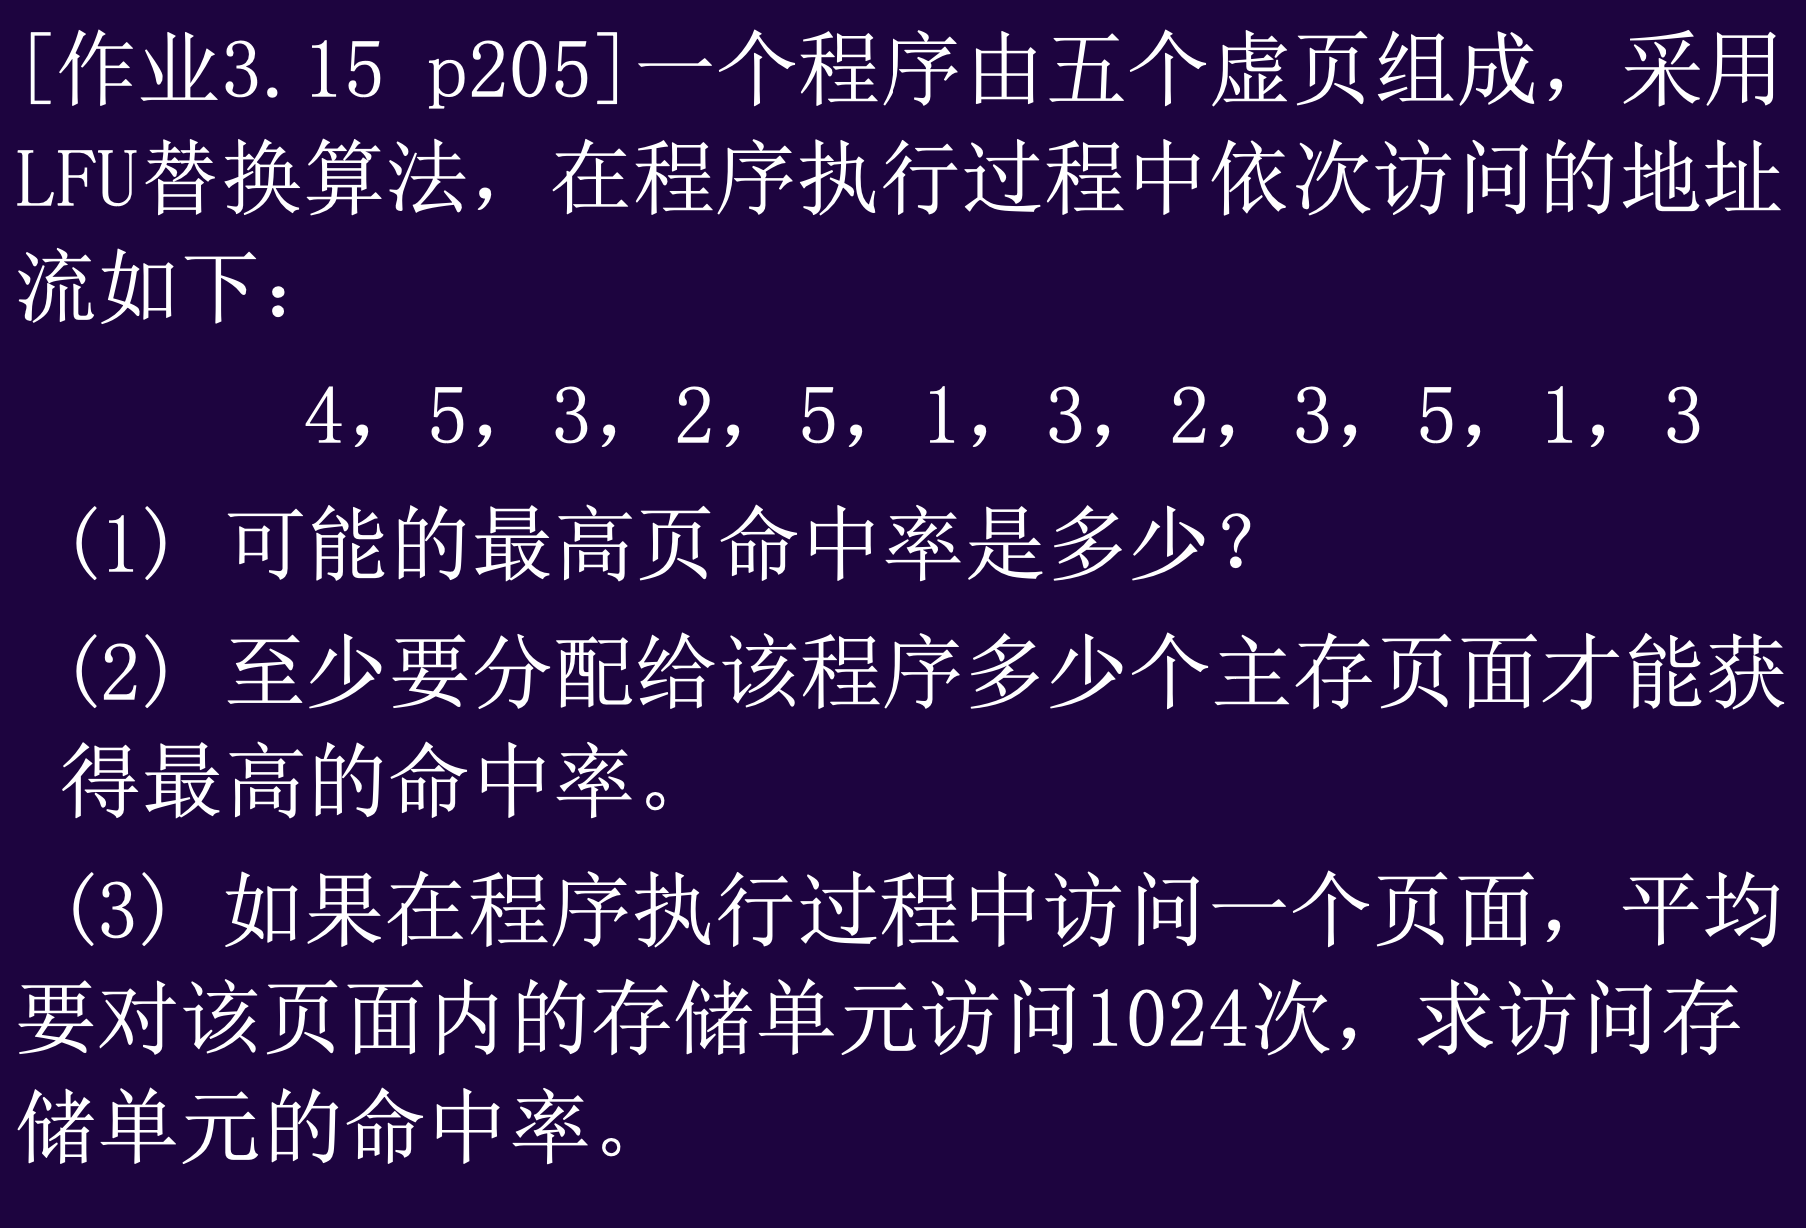 [作业3.15 p205]一个程序由五个虚页组成，采用
LFU替换算法，在程序执行过程中依次访问的地址
流如下：
4，5，3，2，5，1，3，2，3，5，1，3
(1) 可能的最高页命中率是多少？
(2) 至少要分配给该程序多少个主存页面才能获
得最高的命中率。
(3) 如果在程序执行过程中访问一个页面，平均
要对该页面内的存储单元访问1024次，求访问存
储单元的命中率。